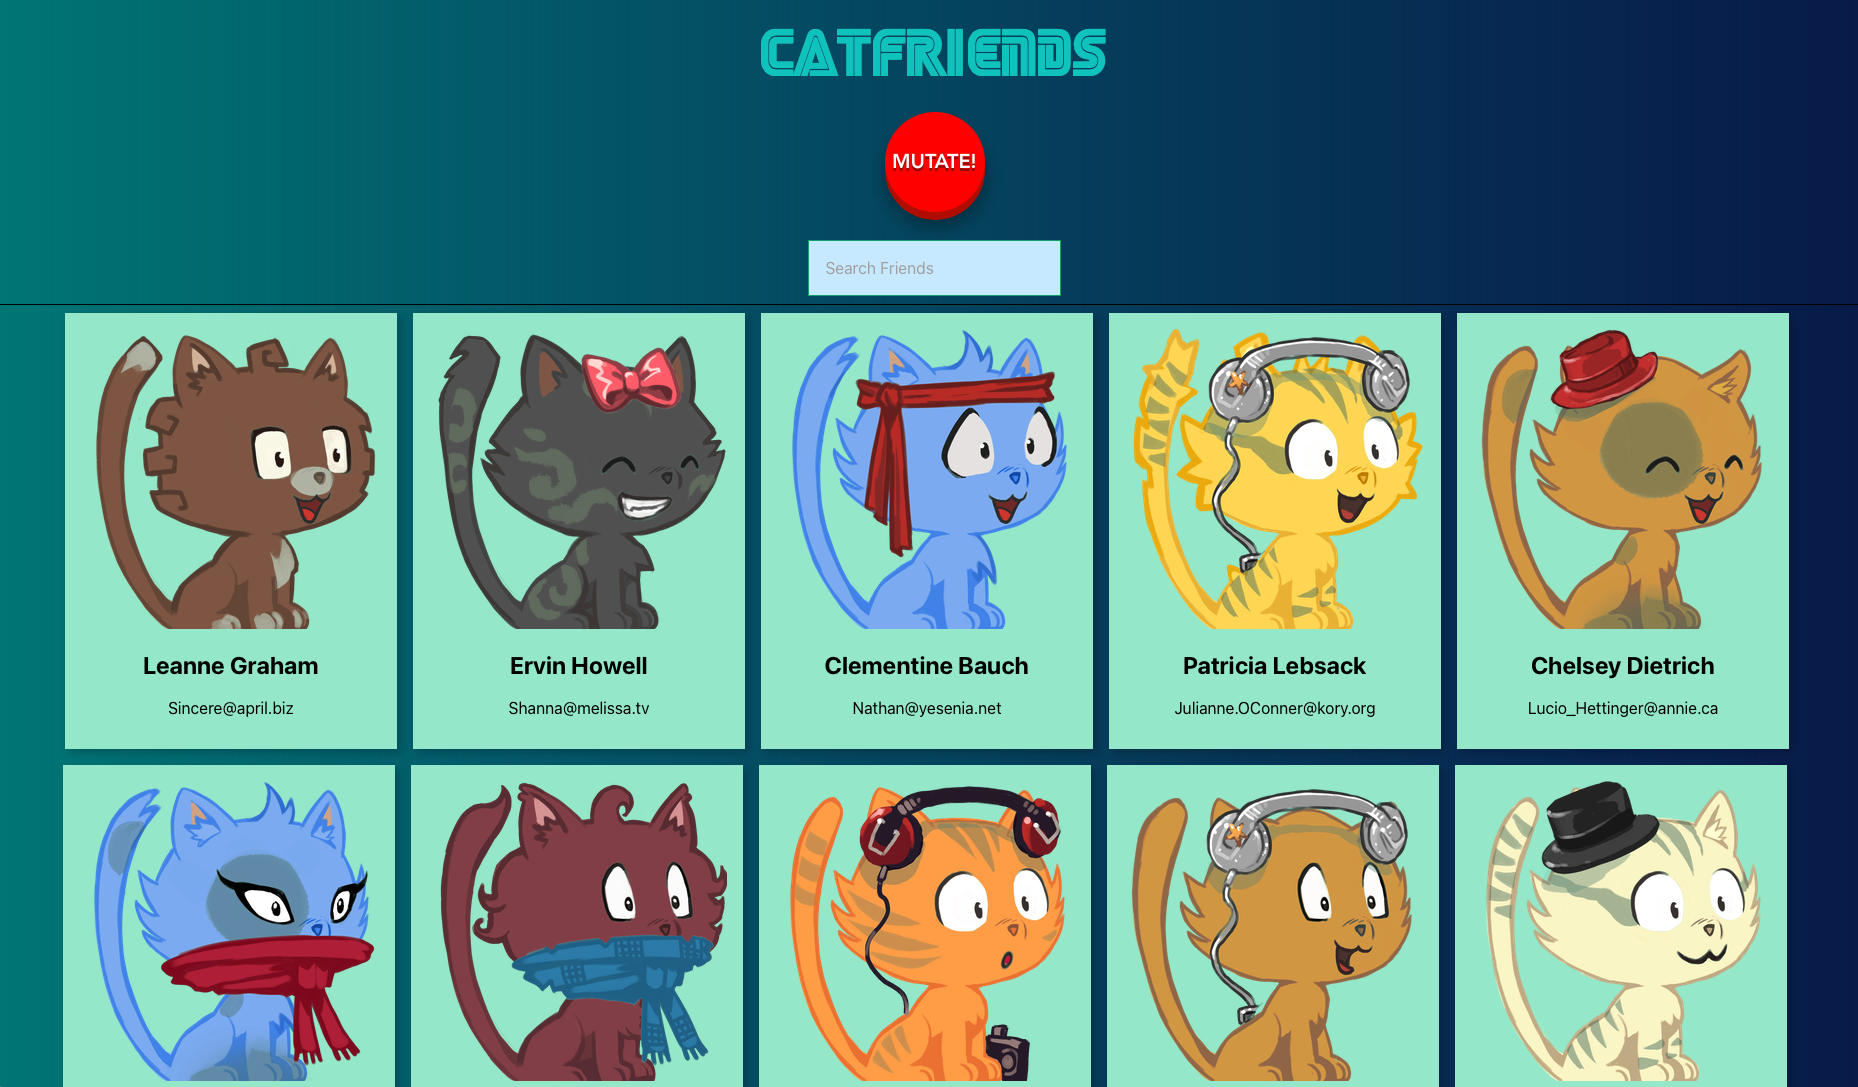 CATFRIENDS
MUTATE!
Search Friends
Leanne Graham
Sincere@april.biz
Ervin Howell
Shanna@melissa.tv
Clementine Bauch
Nathan@yesenia.net
Patricia Lebsack
Julianne.OConner@kory.org
Chelsey Dietrich
Lucio_Hettinger@annie.ca